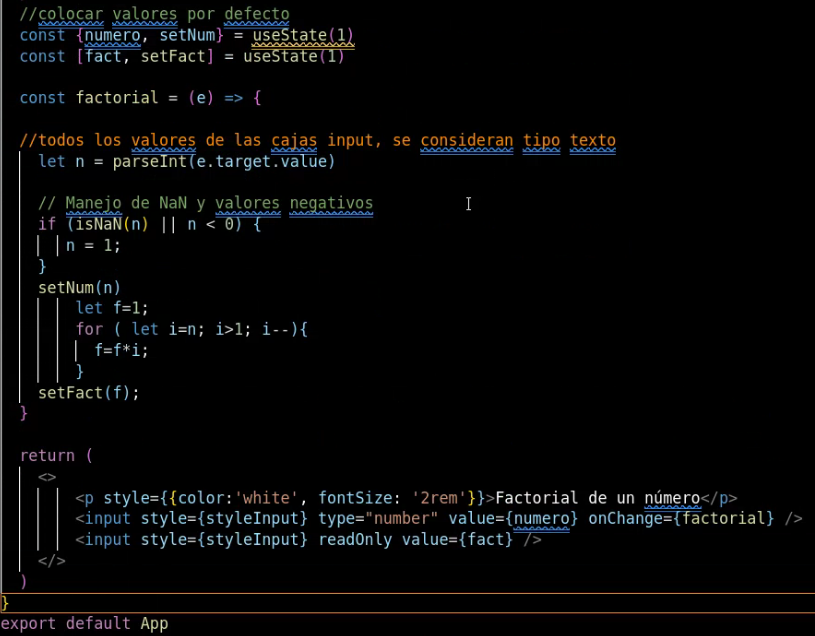 //colocar valores por defecto
const {numero, setNum} = useState(1)
const [fact, setFact] = useState(1)
const factorial = (e) => {
//todos los valores de las cajas input, se consideran tipo texto
let n = parseInt(e.target.value)
// Manejo de NaN y valores negativos
if (isNaN(n) || n < 0) {
n = 1;
}
setNum(n)
let f=1;
for ( let i=n; i>1; i--){
f=f*i;
}
setFact(f);
}
return (
<>
<p style={{color:'white', fontSize: '2rem'}}>Factorial de un número</p>
<input style={styleInput} type="number" value={numero} onChange={factorial} />
<input style={styleInput} readOnly value={fact} />
</>
)
}
export default App